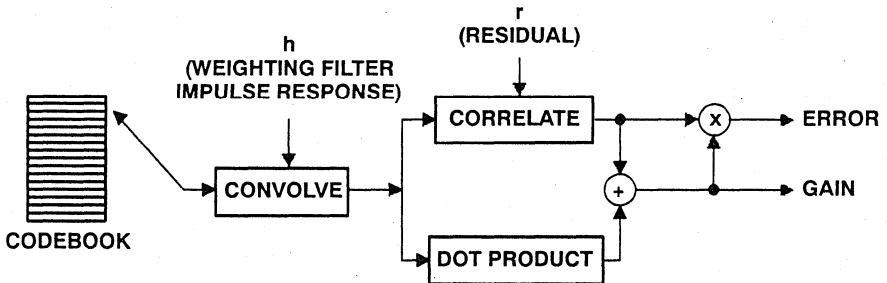 r
(RESIDUAL)
h
(WEIGHTING FILTER
IMPULSE RESPONSE)
CORRELATE
X
ERROR
CONVOLVE
+
GAIN
CODEBOOK
DOT PRODUCT